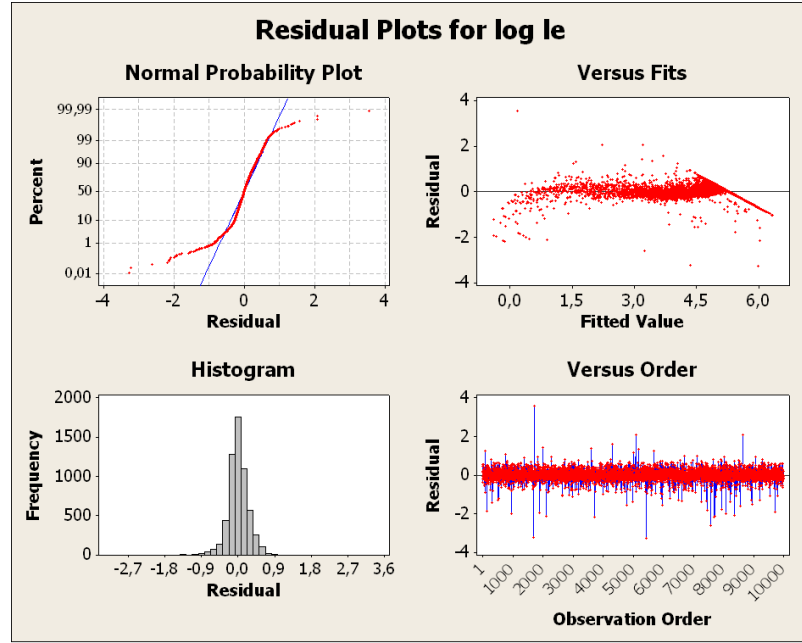 Residual Plots for log le
Normal Probability Plot
99,99
99
90
50
10
1
0,01
Percent
-4 -2 0 2 4
Residual
Versus Fits
4
2
0
-2
-4
Residual
0,0 1,5 3,0 4,5 6,0
Fitted Value
Histogram
2000
1500
1000
500
0
Frequency
-2,7 -1,8 -0,9 0,0 0,9 1,8 2,7 3,6
Residual
Versus Order
4
2
0
-2
-4
Residual
1 1000 2000 3000 4000 5000 6000 7000 8000 9000 10000
Observation Order